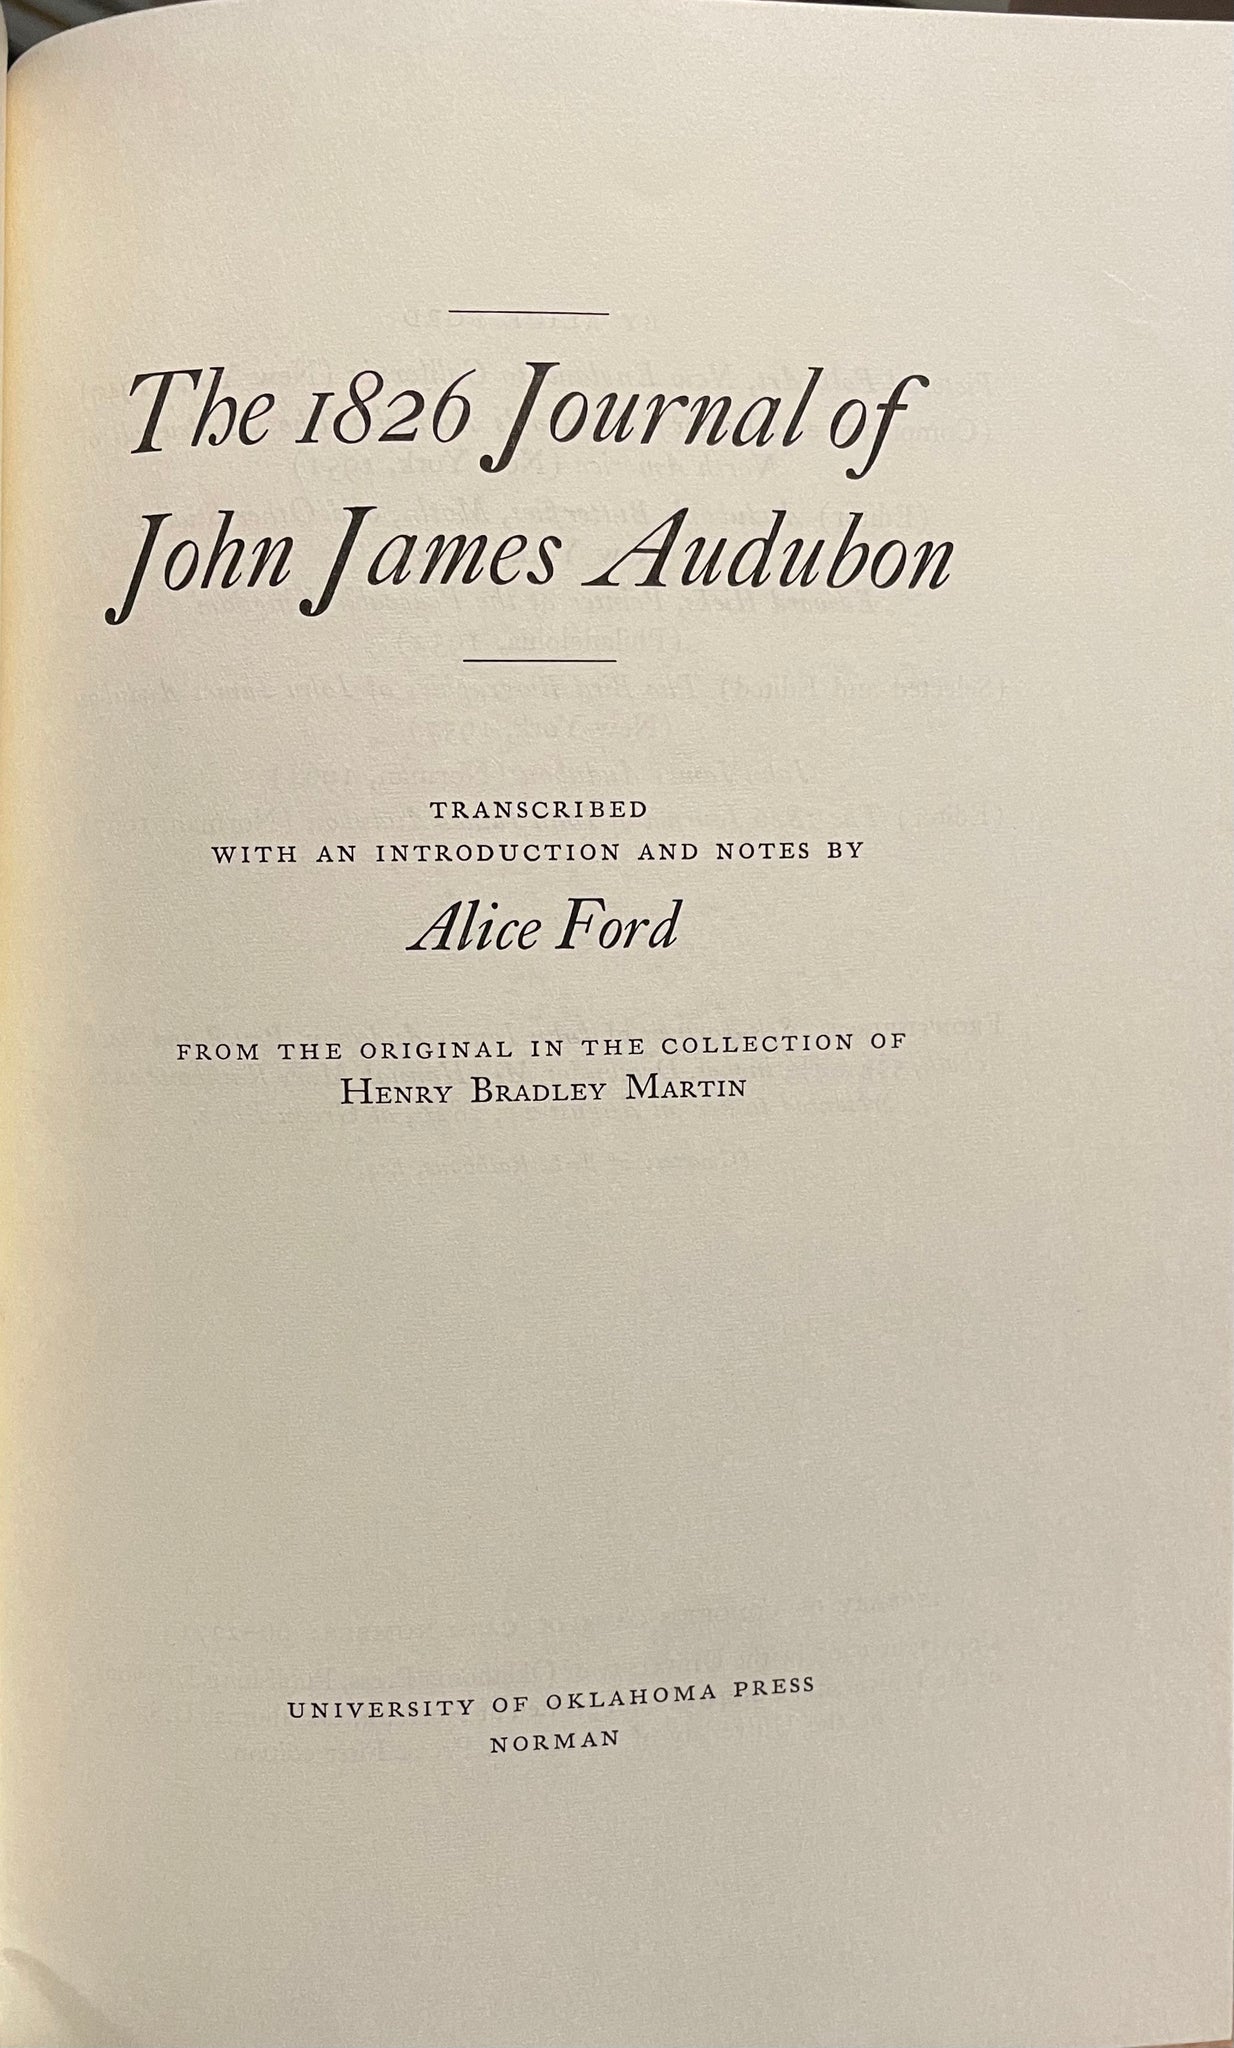 The 1826 Journal of
John James Audubon
TRANSCRIBED
WITH AN INTRODUCTION AND NOTES BY
Alice Ford
FROM THE ORIGINAL IN THE COLLECTION OF
HENRY BRADLEY MARTIN
UNIVERSITY OF OKLAHOMA PRESS
NORMAN